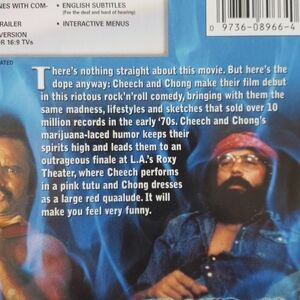 NES WITH COM-
• ENGLISH SUBTITLES
(For the deaf and hard of hearing)
RAILER
• INTERACTIVE MENUS
VERSION
R 16:9 TVs
9736-08966-4
ATED
There's nothing straight about this movie. But here's the
dope anyway: Cheech and Chong make their film debut
in this riotous rock'n'roll comedy, bringing with them the
same madness, lifestyles and sketches that sold over 10
million records in the early '70s. Cheech and Chong's
marijuana-laced humor keeps their
spirits high and leads them to an
outrageous finale at L.A.'s Roxy
Theater, where Cheech performs
in a pink tutu and Chong dresses
as a large red quaalude. It will
make you feel very funny.